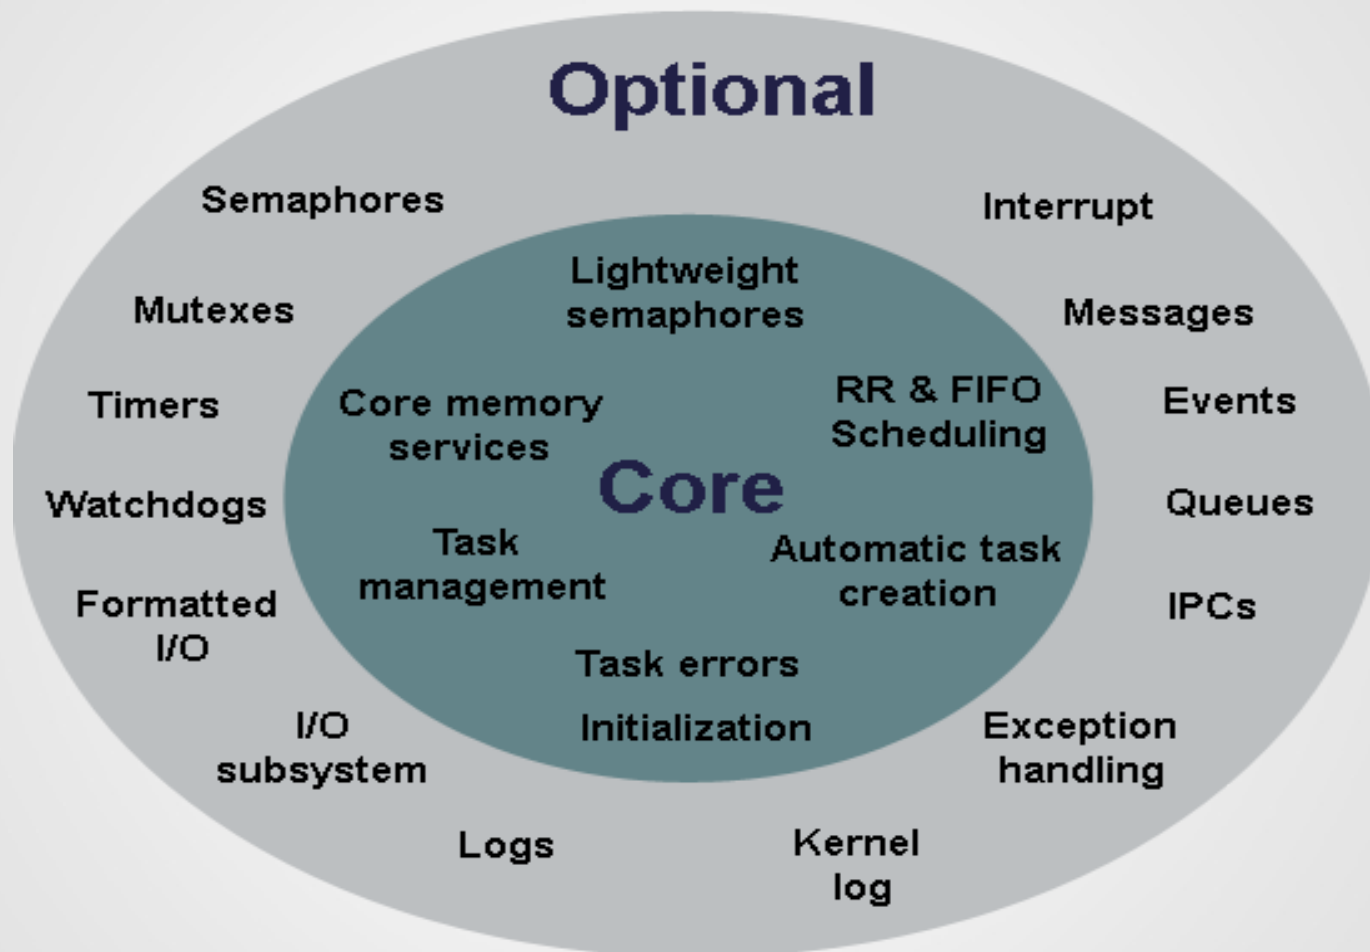 Optional
Semaphores
Interrupt
Lightweight
semaphores
Mutexes
Messages
Timers
Core memory
services
RR & FIFO
Scheduling
Events
Core
Watchdogs
Queues
Task
management
Automatic task
creation
Formatted
I/O
IPCs
Task errors
Initialization
I/O
subsystem
Exception
handling
Logs
Kernel
log